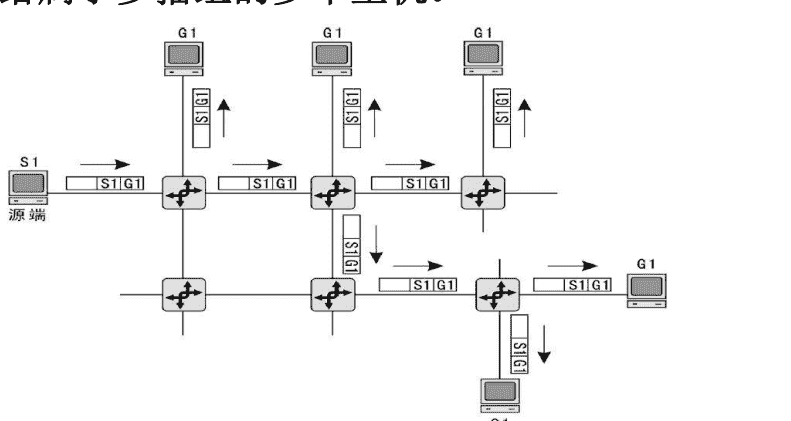 G1 G1 G1
S1 G1 S1 G1 S1 G1
S1
S1 G1 S1 G1 S1 G1
源端
S1 G1
S1 G1 S1 G1
G1
S1 G1